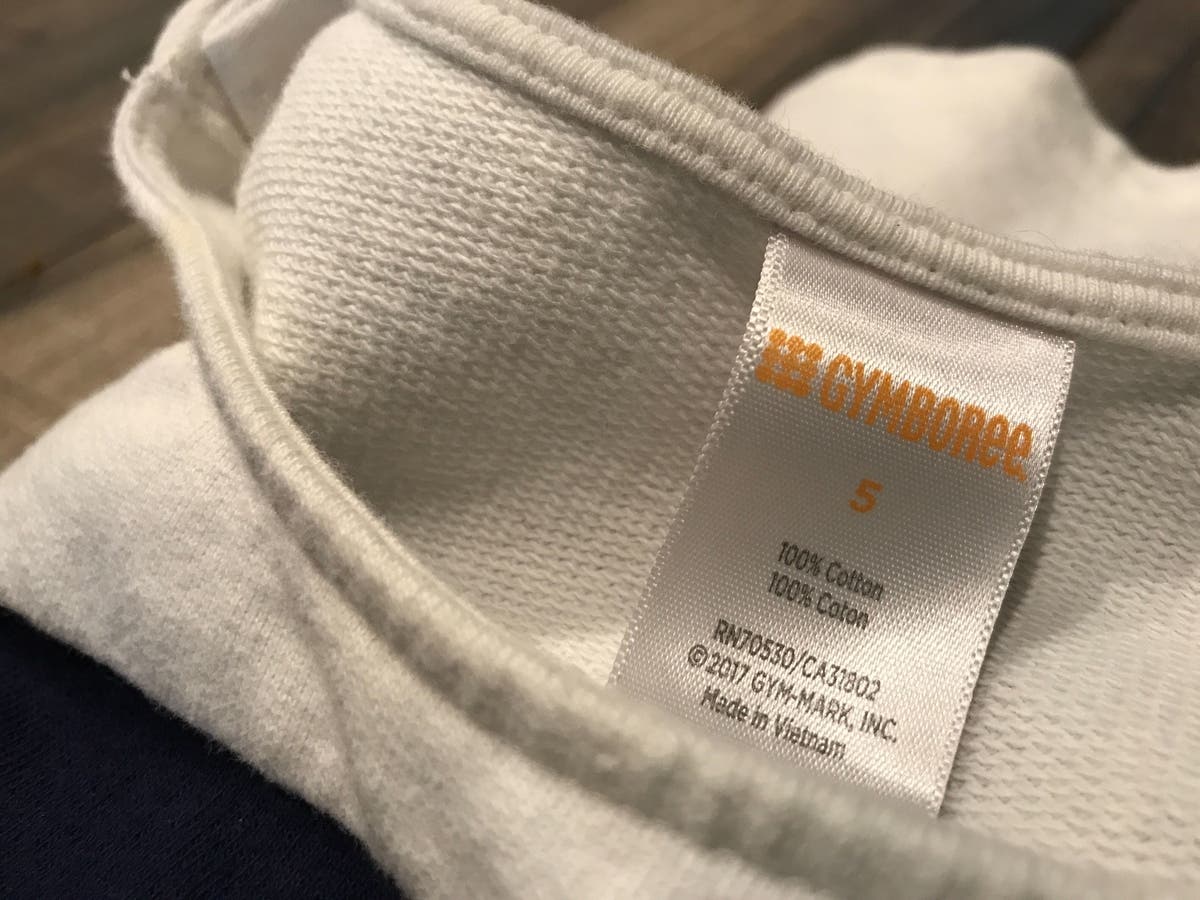 GYMBOREE
5
100% Cotton
100% Coton
RN70530/CA31802
©2017 GYM-MARK, INC.
Made in Vietnam